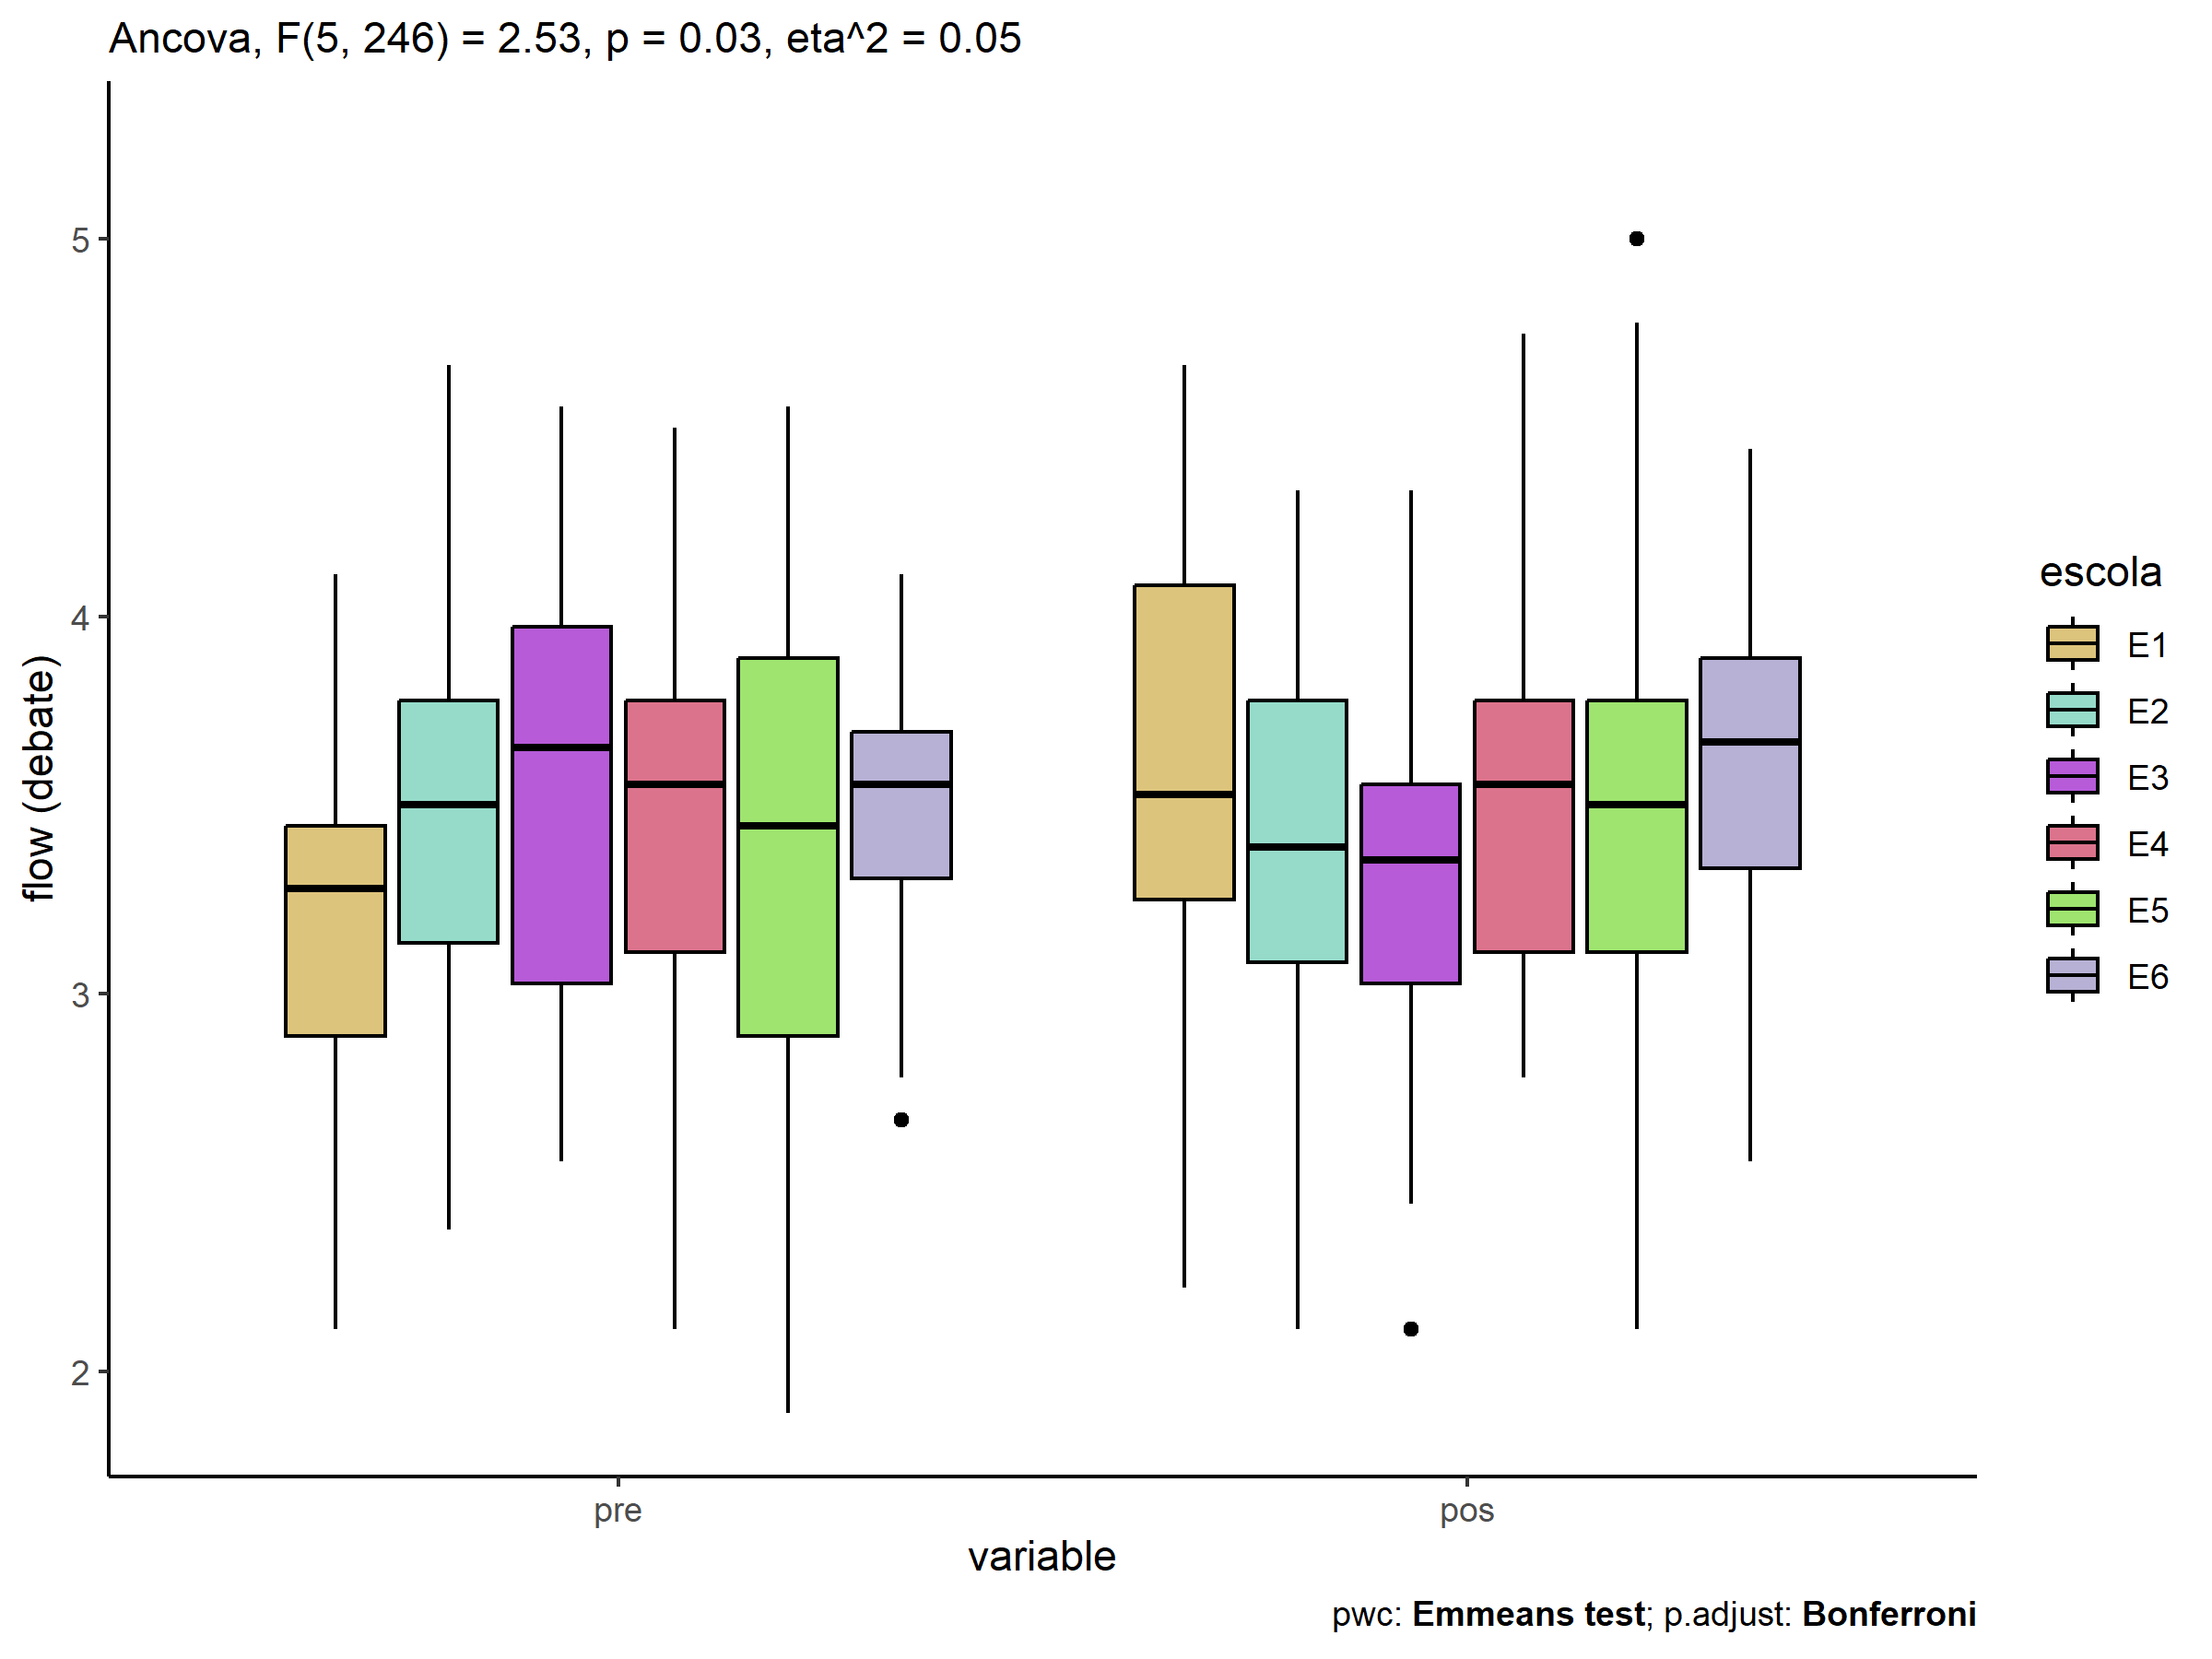 Ancova, F(5, 246) = 2.53, p = 0.03, eta^2 = 0.05
flow (debate)
5
4
3
2
pre
pos
variable
escola
E1
E2
E3
E4
E5
E6
pwc: Emmeans test; p.adjust: Bonferroni